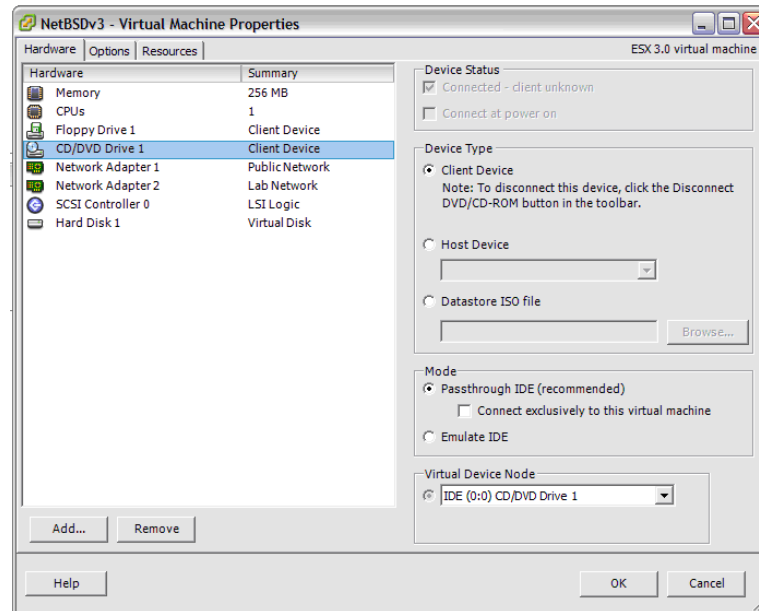 NetBSDv3 - Virtual Machine Properties
Hardware Options Resources ESX 3.0 virtual machine
Hardware Summary
Memory 256 MB
CPUs 1
Floppy Drive 1 Client Device
CD/DVD Drive 1 Client Device
Network Adapter 1 Public Network
Network Adapter 2 Lab Network
SCSI Controller 0 LSI Logic
Hard Disk 1 Virtual Disk
Add... Remove
Device Status
Connected - client unknown
Connect at power on
Device Type
Client Device
Note: To disconnect this device, click the Disconnect
DVD/CD-ROM button in the toolbar.
Host Device
Datastore ISO file
Browse...
Mode
Passthrough IDE (recommended)
Connect exclusively to this virtual machine
Emulate IDE
Virtual Device Node
IDE (0:0) CD/DVD Drive 1
Help OK Cancel